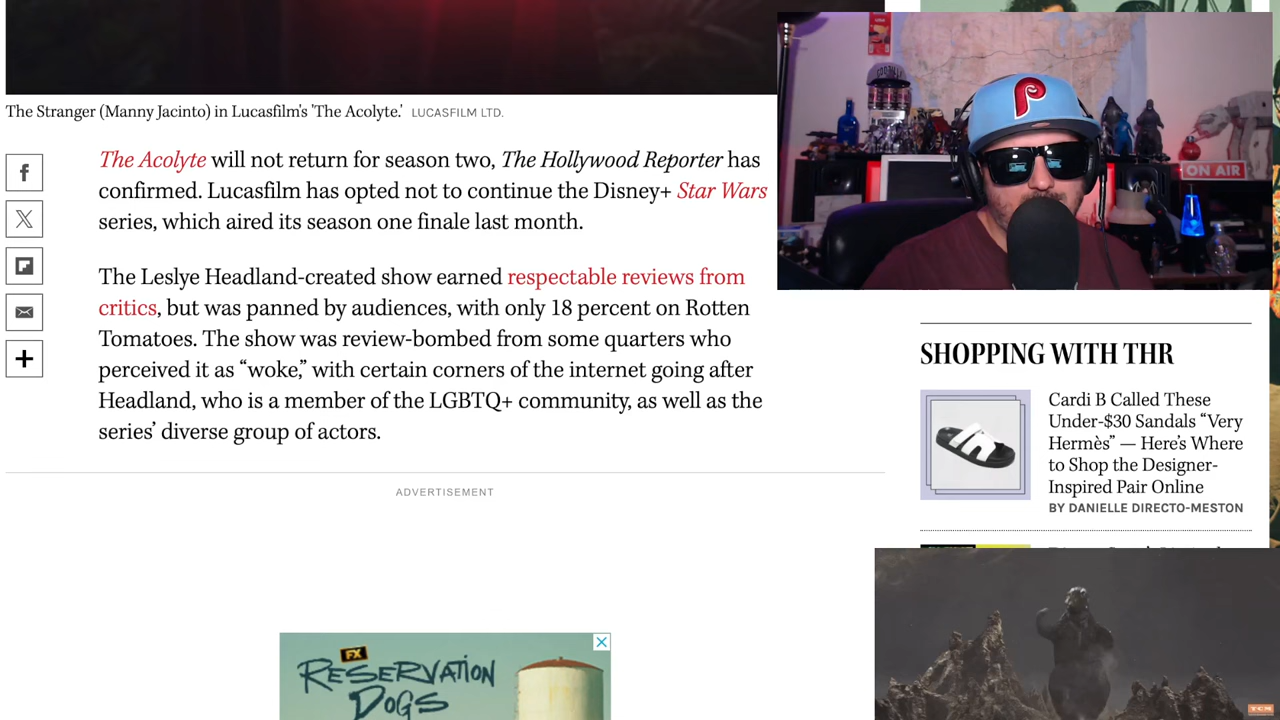 The Stranger (Manny Jacinto) in Lucasfilm's 'The Acolyte.' LUCASFILM LTD.
The Acolyte will not return for season two, The Hollywood Reporter has
confirmed. Lucasfilm has opted not to continue the Disney+ Star Wars
series, which aired its season one finale last month.
The Leslye Headland-created show earned respectable reviews from
critics, but was panned by audiences, with only 18 percent on Rotten
Tomatoes. The show was review-bombed from some quarters who
perceived it as “woke,” with certain corners of the internet going after
Headland, who is a member of the LGBTQ+ community, as well as the
series’ diverse group of actors.
ADVERTISEMENT
FX
RESERVATION
DOGS
P
ON AIR
SHOPPING WITH THR
Cardi B Called These
Under-$30 Sandals “Very
Hermès” — Here’s Where
to Shop the Designer-
Inspired Pair Online
BY DANIELLE DIRECTO-MESTON
TCM